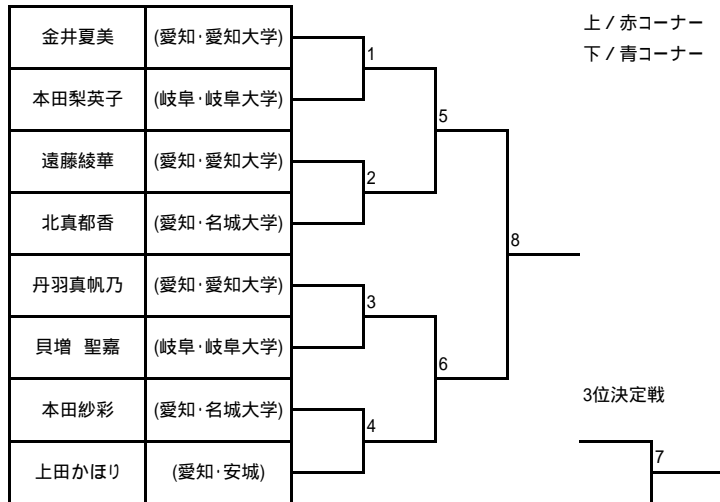 上 / 赤コーナー
下 / 青コーナー
金井夏美 (愛知・愛知大学)
1
本田梨英子 (岐阜・岐阜大学)
5
遠藤綾華 (愛知・愛知大学)
2
北真都香 (愛知・名城大学)
8
丹羽真帆乃 (愛知・愛知大学)
3
貝増 聖嘉 (岐阜・岐阜大学)
6
3位決定戦
本田紗彩 (愛知・名城大学)
4
上田かほり (愛知・安城)
7